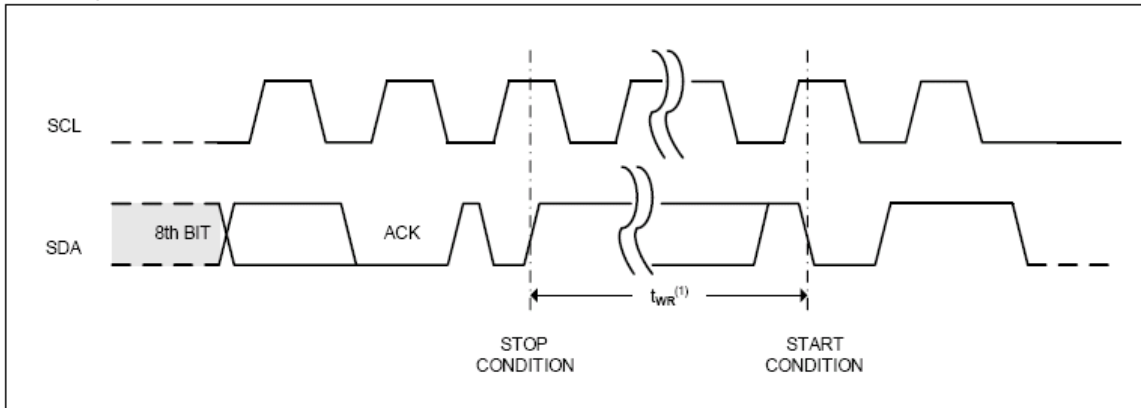 SCL
SDA
8th BIT
ACK
tWR(1)
STOP
CONDITION
START
CONDITION